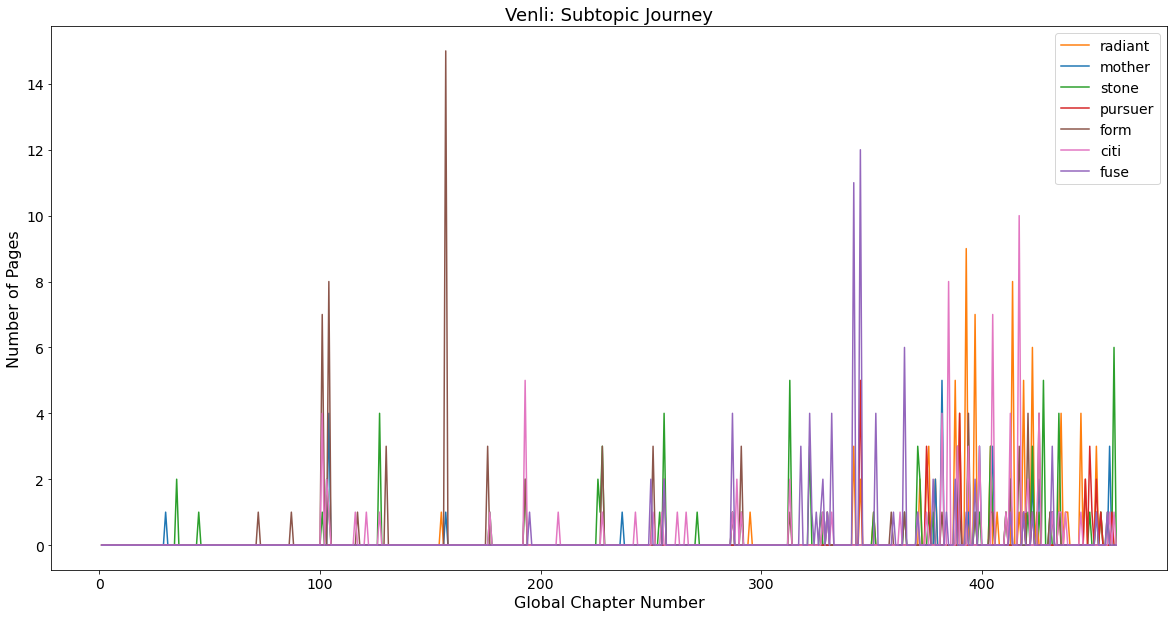 Venli: Subtopic Journey
radiant
mother
stone
pursuer
form
citi
fuse
Number of Pages
14
12
10
8
6
4
2
0
0 100 200 300 400
Global Chapter Number